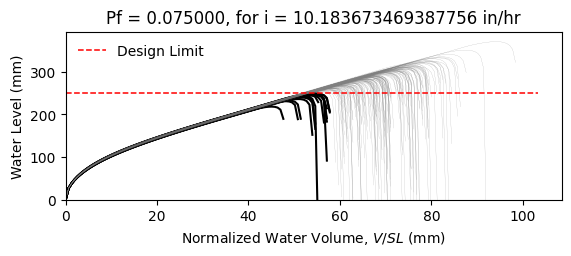 Pf = 0.075000, for i = 10.183673469387756 in/hr
Design Limit
Water Level (mm)
300
200
100
0
0 20 40 60 80 100
Normalized Water Volume, V/SL (mm)